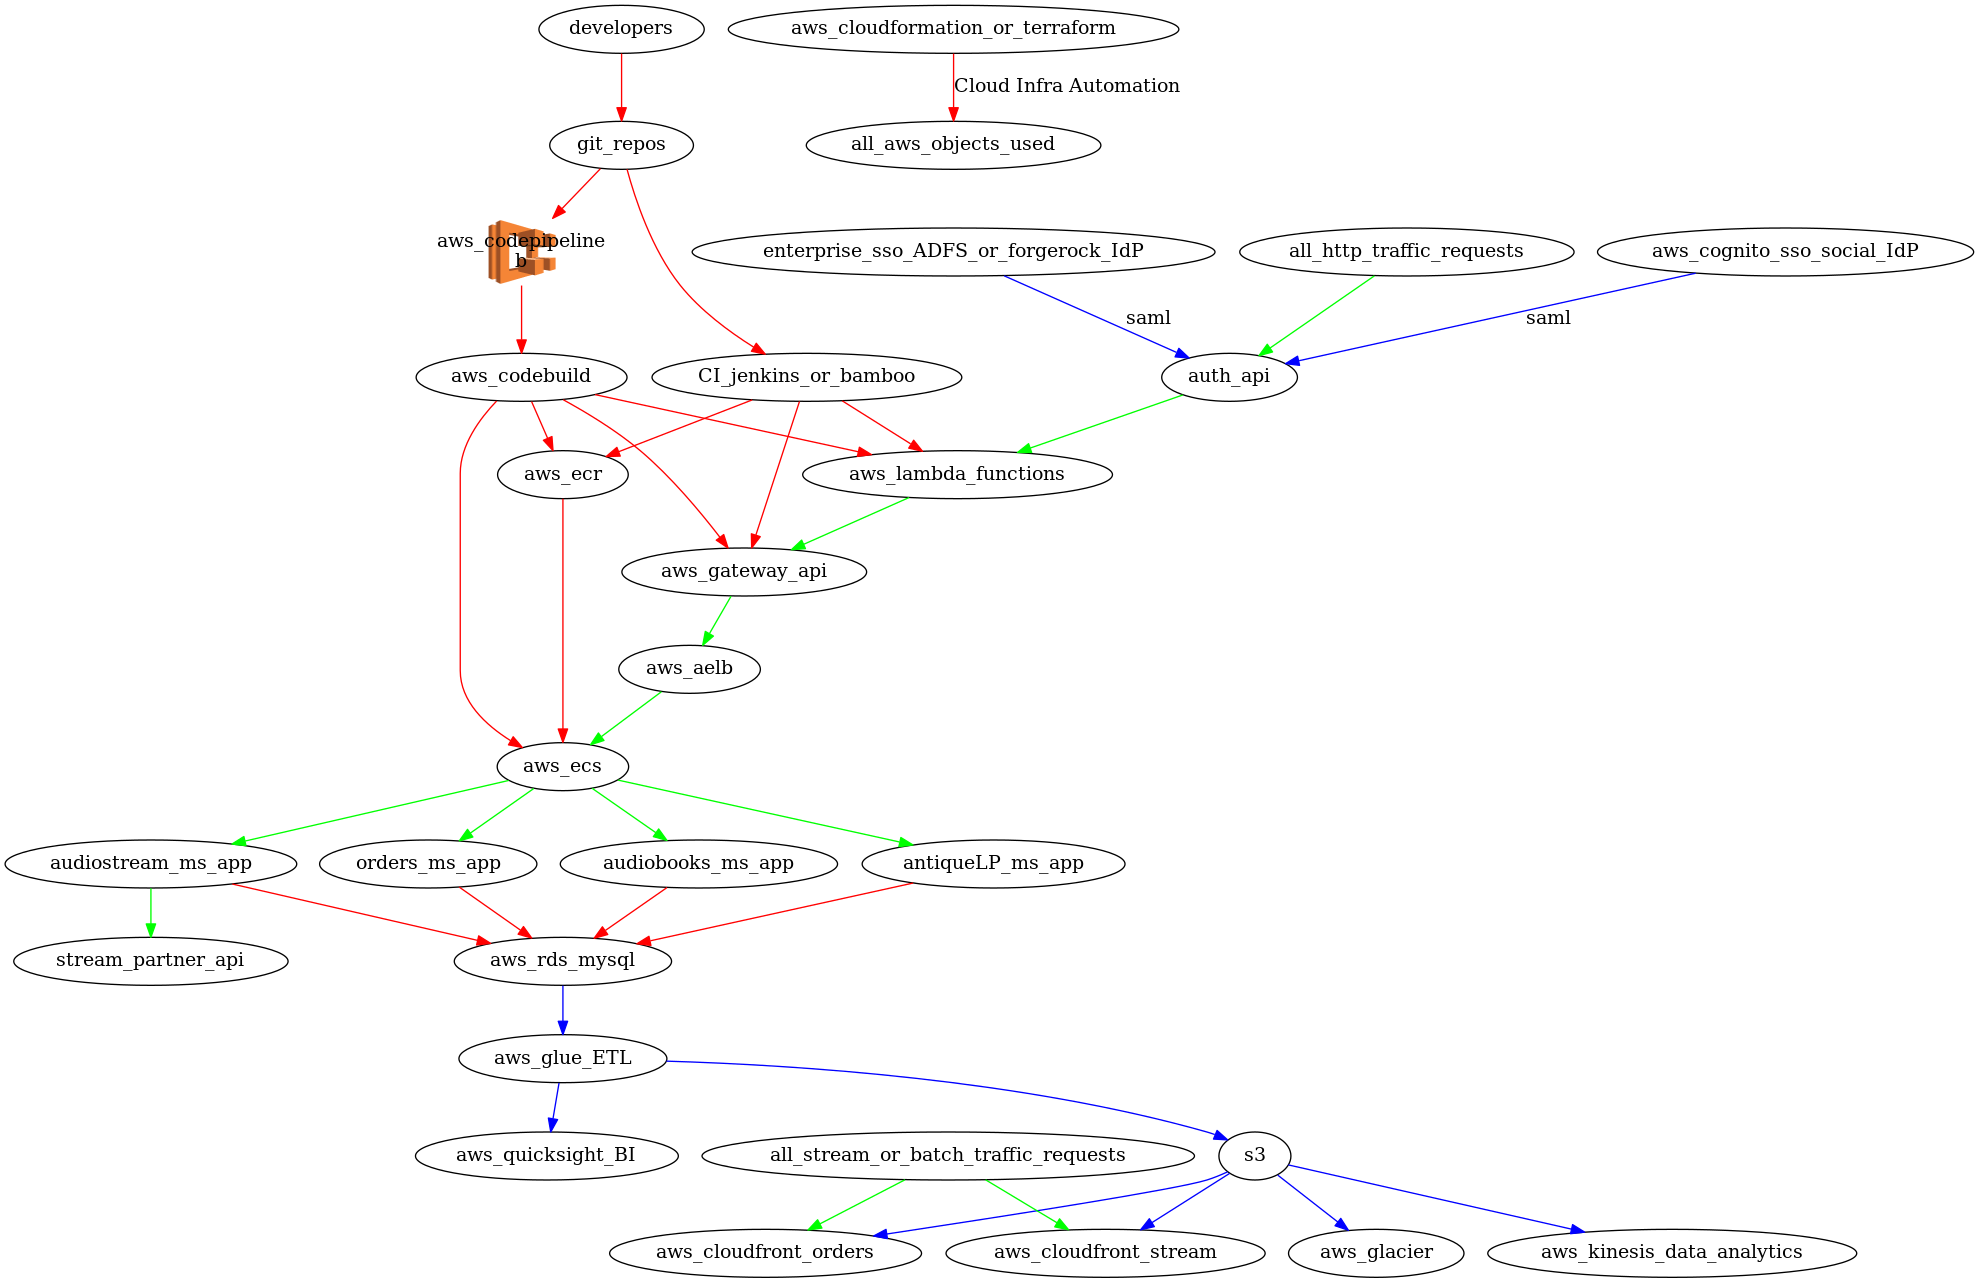 developers
aws_cloudformation_or_terraform
Cloud Infra Automation
git_repos
all_aws_objects_used
aws_codepipeline
b
enterprise_sso_ADFS_or_forgerock_IdP
all_http_traffic_requests
aws_cognito_sso_social_IdP
saml
saml
aws_codebuild
CI_jenkins_or_bamboo
auth_api
aws_ecr
aws_lambda_functions
aws_gateway_api
aws_aelb
aws_ecs
audiostream_ms_app
orders_ms_app
audiobooks_ms_app
antiqueLP_ms_app
stream_partner_api
aws_rds_mysql
aws_glue_ETL
aws_quicksight_BI
all_stream_or_batch_traffic_requests
s3
aws_cloudfront_orders
aws_cloudfront_stream
aws_glacier
aws_kinesis_data_analytics